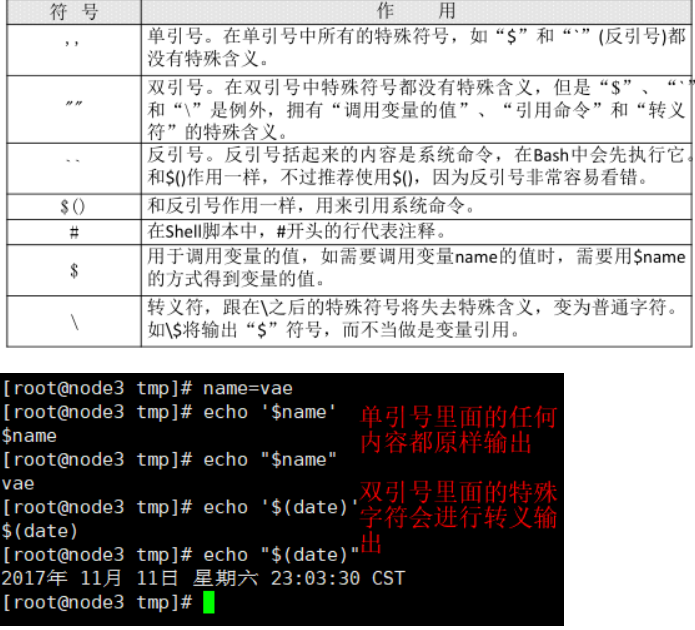 符 号 作 用
' ' 单引号。在单引号中所有的特殊符号，如“$”和“`”(反引号)都
没有特殊含义。
"" 双引号。在双引号中特殊符号都没有特殊含义，但是“$”、“`”
和“\”是例外，拥有“调用变量的值”、“引用命令”和“转义
符”的特殊含义。
`` 反引号。反引号括起来的内容是系统命令，在Bash中会先执行它。
和$()作用一样，不过推荐使用$()，因为反引号非常容易看错。
$() 和反引号作用一样，用来引用系统命令。
# 在Shell脚本中，#开头的行代表注释。
$ 用于调用变量的值，如需要调用变量name的值时，需要用$name
的方式得到变量的值。
\ 转义符，跟在\之后的特殊符号将失去特殊含义，变为普通字符。
如\$将输出“$”符号，而不当做是变量引用。
[root@node3 tmp]# name=vae
[root@node3 tmp]# echo '$name'
$name
[root@node3 tmp]# echo "$name"
vae
[root@node3 tmp]# echo '$(date)'
$(date)
[root@node3 tmp]# echo "$(date)"
2017年 11月 11日 星期六 23:03:30 CST
[root@node3 tmp]#
单引号里面的任何
内容都原样输出
双引号里面的特殊
字符会进行转义输
出